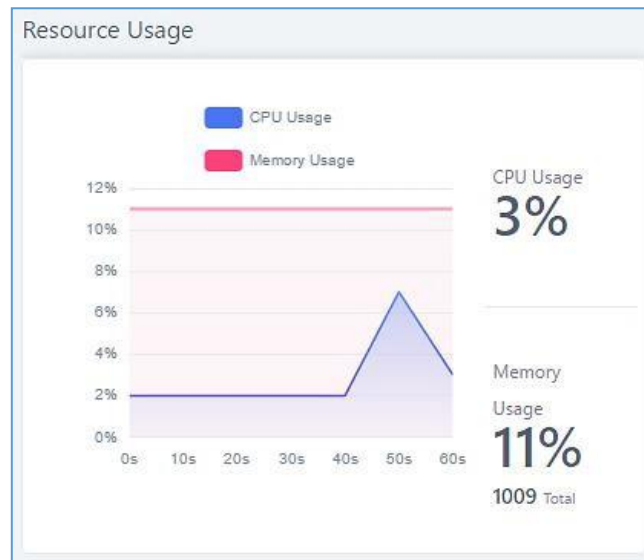 Resource Usage
CPU Usage
Memory Usage
12%
10%
8%
6%
4%
2%
0%
0s 10s 20s 30s 40s 50s 60s
CPU Usage
3%
Memory
Usage
11%
1009 Total